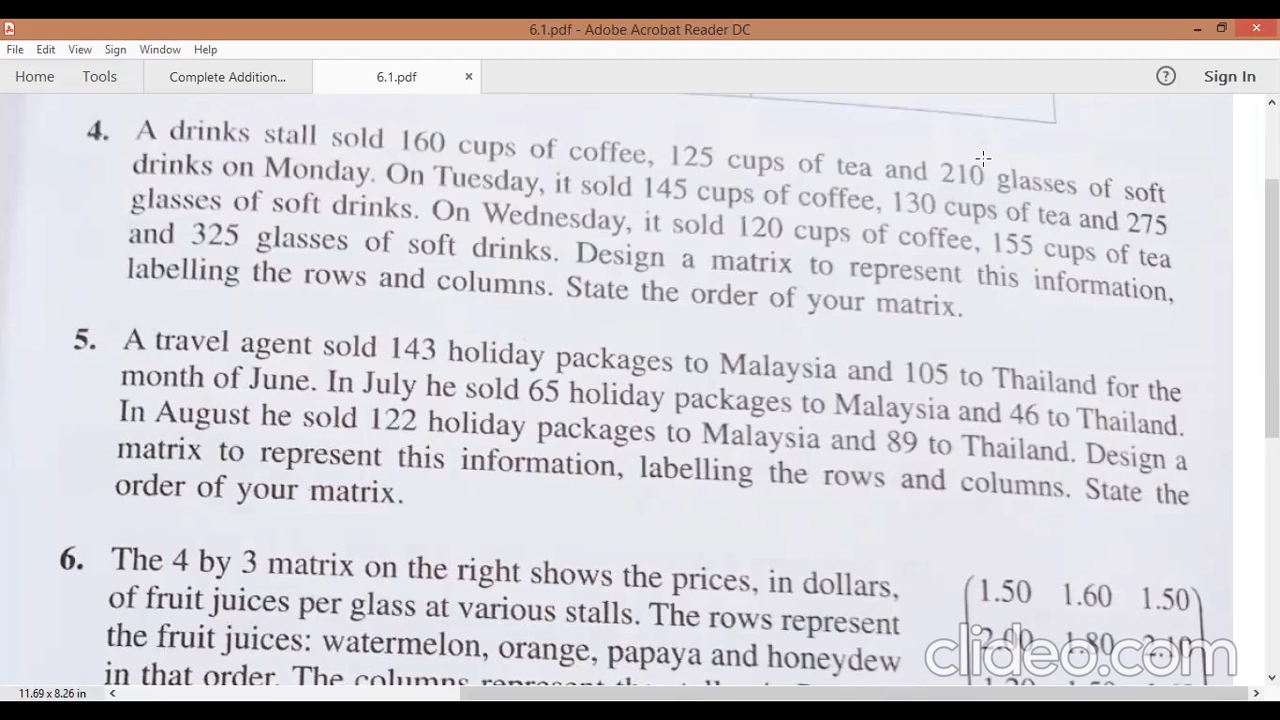 6.1.pdf - Adobe Acrobat Reader DC
File Edit View Sign Window Help
Home Tools Complete Addition... 6.1.pdf × ? Sign In
4. A drinks stall sold 160 cups of coffee, 125 cups of tea and 210 glasses of soft
drinks on Monday. On Tuesday, it sold 145 cups of coffee, 130 cups of tea and 275
glasses of soft drinks. On Wednesday, it sold 120 cups of coffee, 155 cups of tea
and 325 glasses of soft drinks. Design a matrix to represent this information,
labelling the rows and columns. State the order of your matrix.
5. A travel agent sold 143 holiday packages to Malaysia and 105 to Thailand for the
month of June. In July he sold 65 holiday packages to Malaysia and 46 to Thailand.
In August he sold 122 holiday packages to Malaysia and 89 to Thailand. Design a
matrix to represent this information, labelling the rows and columns. State the
order of your matrix.
6. The 4 by 3 matrix on the right shows the prices, in dollars,
of fruit juices per glass at various stalls. The rows represent
the fruit juices: watermelon, orange, papaya and honeydew
in that order. The columns represent the
1.50 1.60 1.50
2.00 1.80 2.10
clideo.com
11.69 x 8.26 in